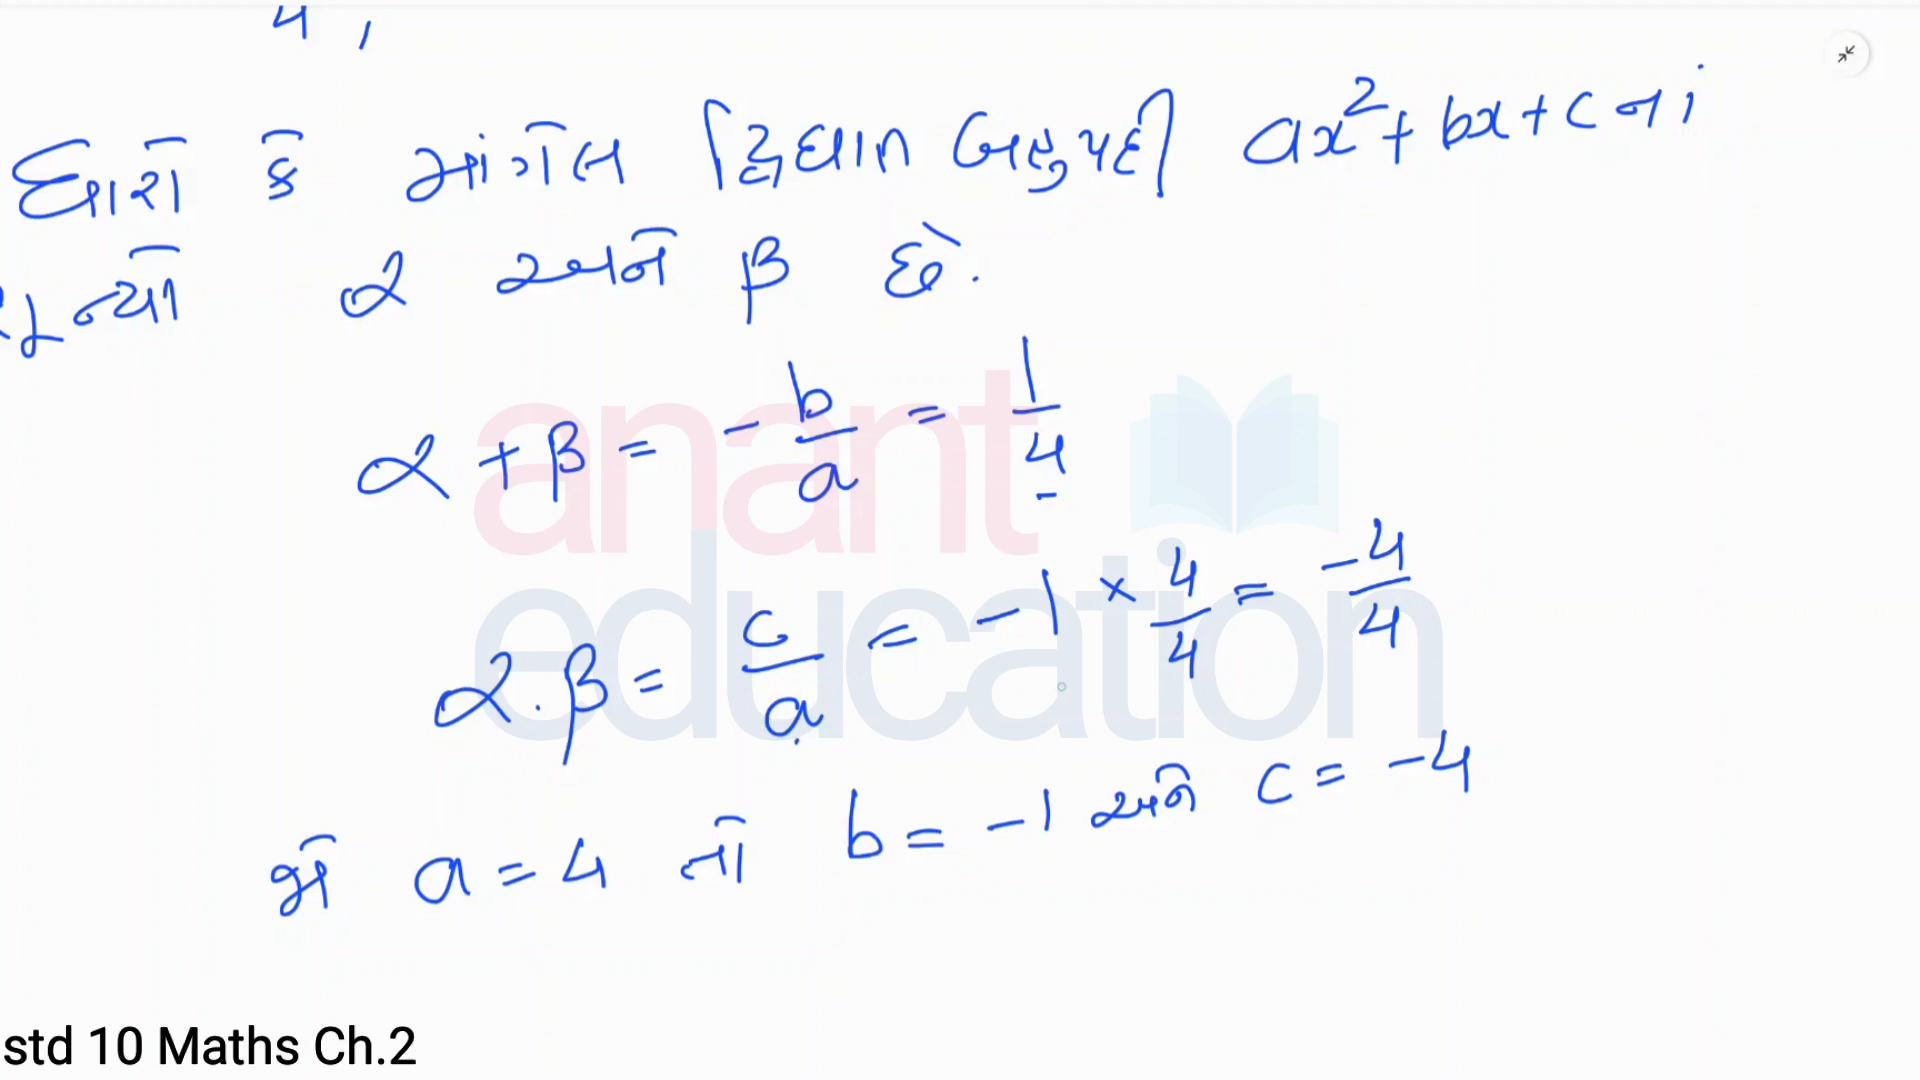 4 ,
ધારો કે માંગેલ દ્વિઘાત બહુપદી ax² + bx + c નાં
શૂન્યો α અને β છે.
α + β = - b/a = 1/4
α . β = c/a = -1 × 4/4 = -4/4
જો a = 4 તો b = -1 અને c = -4
anant
education
std 10 Maths Ch.2